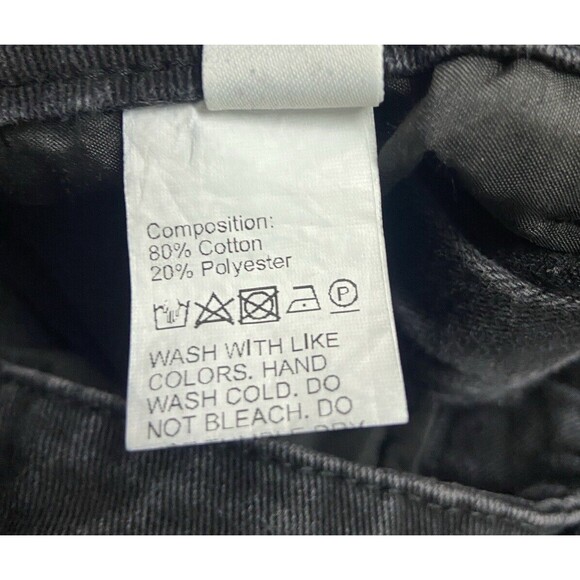 Composition:
80% Cotton
20% Polyester
P
WASH WITH LIKE
COLORS. HAND
WASH COLD. DO
NOT BLEACH. DO